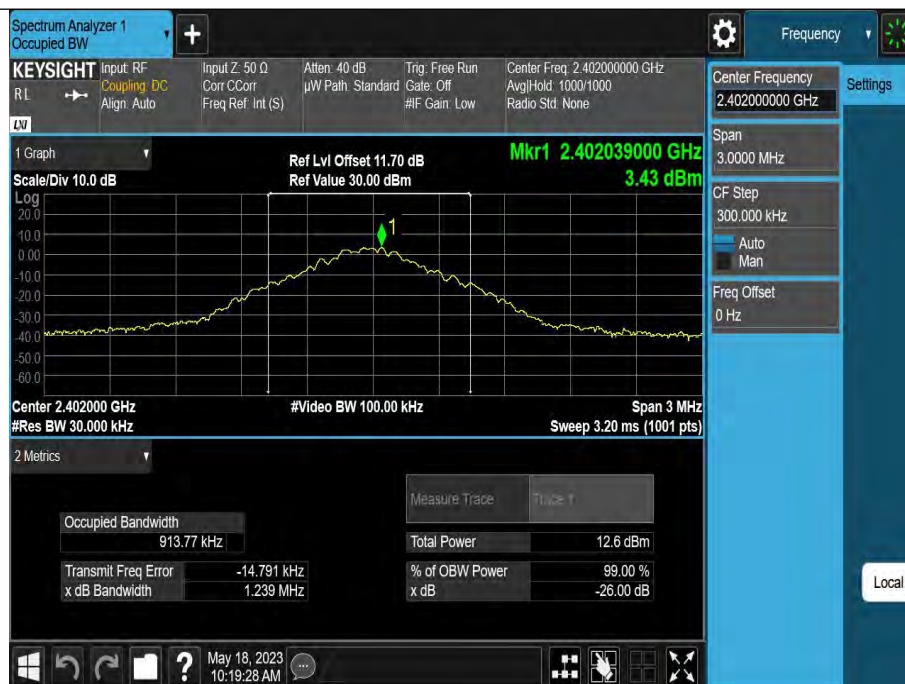 Spectrum Analyzer 1
Occupied BW
Frequency
KEYSIGHT
R L
LXI
Input: RF
Coupling: DC
Align: Auto
Input Z: 50 Ω
Corr CCorr
Freq Ref: Int (S)
Atten: 40 dB
µW Path: Standard
Trig: Free Run
Gate: Off
#IF Gain: Low
Center Freq: 2.402000000 GHz
Avg|Hold: 1000/1000
Radio Std: None
1 Graph
Scale/Div 10.0 dB
Ref Lvl Offset 11.70 dB
Ref Value 30.00 dBm
Mkr1 2.402039000 GHz
3.43 dBm
Log
20.0
10.0
0.00
-10.0
-20.0
-30.0
-40.0
-50.0
-60.0
1
Center 2.402000 GHz
#Video BW 100.00 kHz
Span 3 MHz
#Res BW 30.000 kHz
Sweep 3.20 ms (1001 pts)
2 Metrics
Measure Trace
Trace 1
Occupied Bandwidth
913.77 kHz
Total Power 12.6 dBm
Transmit Freq Error -14.791 kHz
% of OBW Power 99.00 %
x dB Bandwidth 1.239 MHz
x dB -26.00 dB
Center Frequency
2.402000000 GHz
Settings
Span
3.0000 MHz
CF Step
300.000 kHz
Auto
Man
Freq Offset
0 Hz
Local
?
May 18, 2023
10:19:28 AM